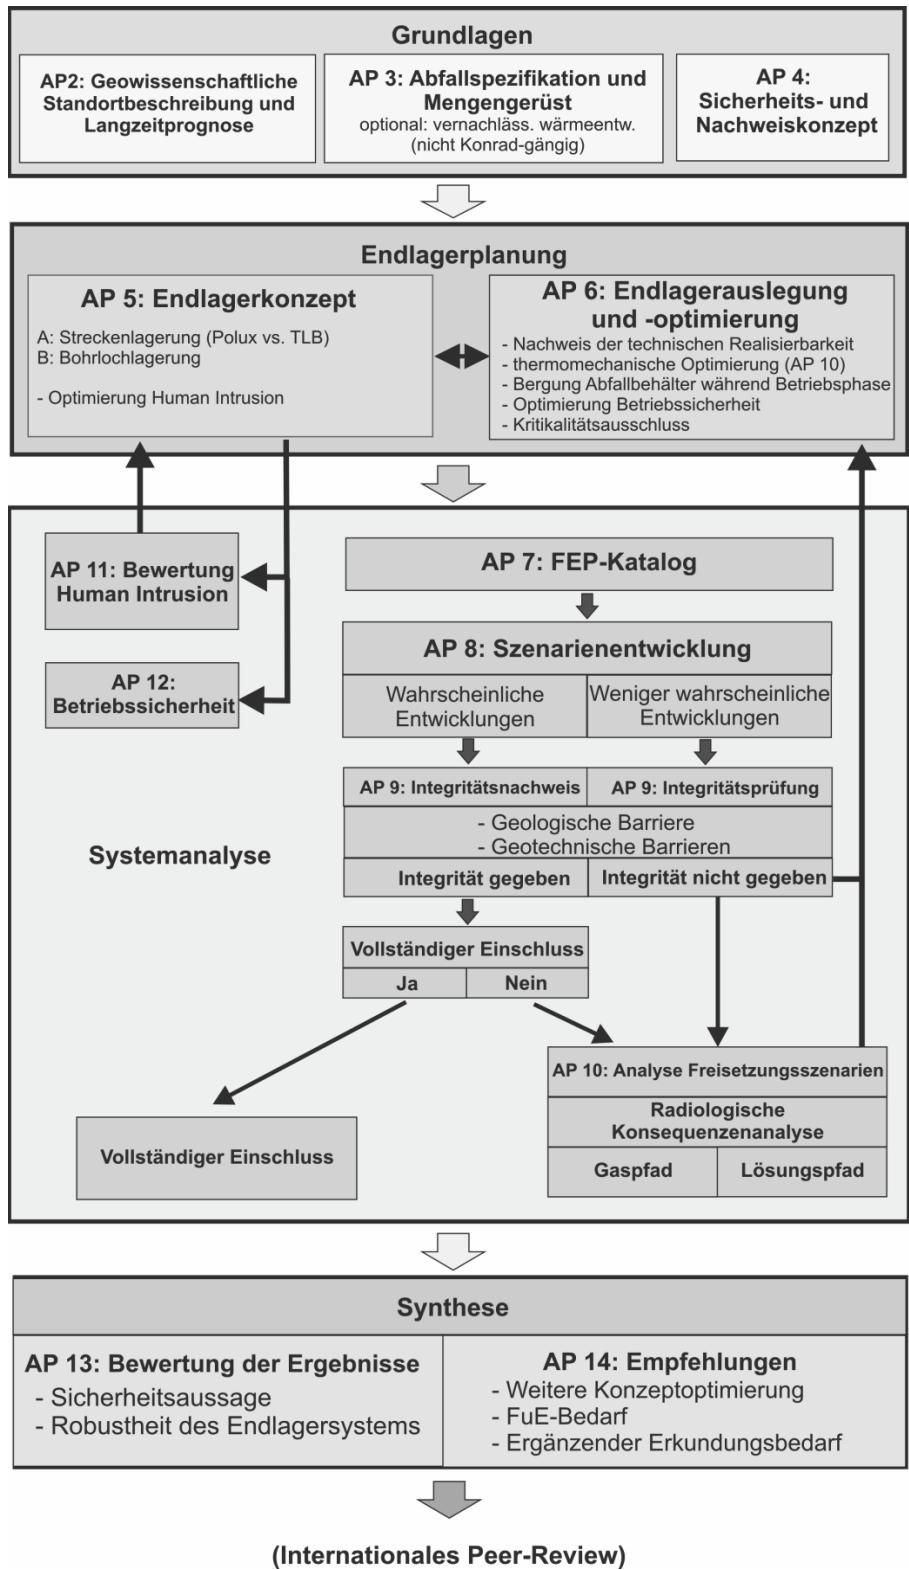 Grundlagen
AP2: Geowissenschaftliche
Standortbeschreibung und
Langzeitprognose
AP 3: Abfallspezifikation und
Mengengerüst
optional: vernachläss. wärmeentw.
(nicht Konrad-gängig)
AP 4:
Sicherheits- und
Nachweiskonzept
Endlagerplanung
AP 5: Endlagerkonzept
A: Streckenlagerung (Polux vs. TLB)
B: Bohrlochlagerung
- Optimierung Human Intrusion
AP 6: Endlagerauslegung
und -optimierung
- Nachweis der technischen Realisierbarkeit
- thermomechanische Optimierung (AP 10)
- Bergung Abfallbehälter während Betriebsphase
- Optimierung Betriebssicherheit
- Kritikalitätsausschluss
AP 11: Bewertung
Human Intrusion
AP 12:
Betriebssicherheit
AP 7: FEP-Katalog
AP 8: Szenarienentwicklung
Wahrscheinliche
Entwicklungen
Weniger wahrscheinliche
Entwicklungen
AP 9: Integritätsnachweis
AP 9: Integritätsprüfung
- Geologische Barriere
- Geotechnische Barrieren
Systemanalyse
Integrität gegeben
Integrität nicht gegeben
Vollständiger Einschluss
Ja
Nein
AP 10: Analyse Freisetzungsszenarien
Radiologische
Konsequenzenanalyse
Gaspfad
Lösungspfad
Vollständiger Einschluss
Synthese
AP 13: Bewertung der Ergebnisse
- Sicherheitsaussage
- Robustheit des Endlagersystems
AP 14: Empfehlungen
- Weitere Konzeptoptimierung
- FuE-Bedarf
- Ergänzender Erkundungsbedarf
(Internationales Peer-Review)